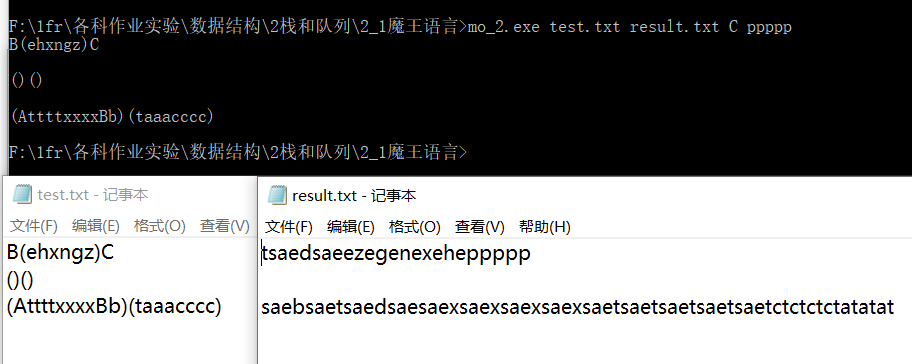 F:\lfr\各科作业实验\数据结构\2栈和队列\2_1魔王语言>mo_2.exe test.txt result.txt C ppppp
B(ehxngz)C
()()
(AttttxxxxBb)(taaacccc)
F:\lfr\各科作业实验\数据结构\2栈和队列\2_1魔王语言>
test.txt - 记事本
文件(F) 编辑(E) 格式(O) 查看(V)
B(ehxngz)C
()()
(AttttxxxxBb)(taaacccc)
result.txt - 记事本
文件(F) 编辑(E) 格式(O) 查看(V) 帮助(H)
tsaedsaeezegenexeheppppp
saebsaetsaedsaesaexsaexsaexsaexsaetsaetsaetsaetsaetctctctctatatat